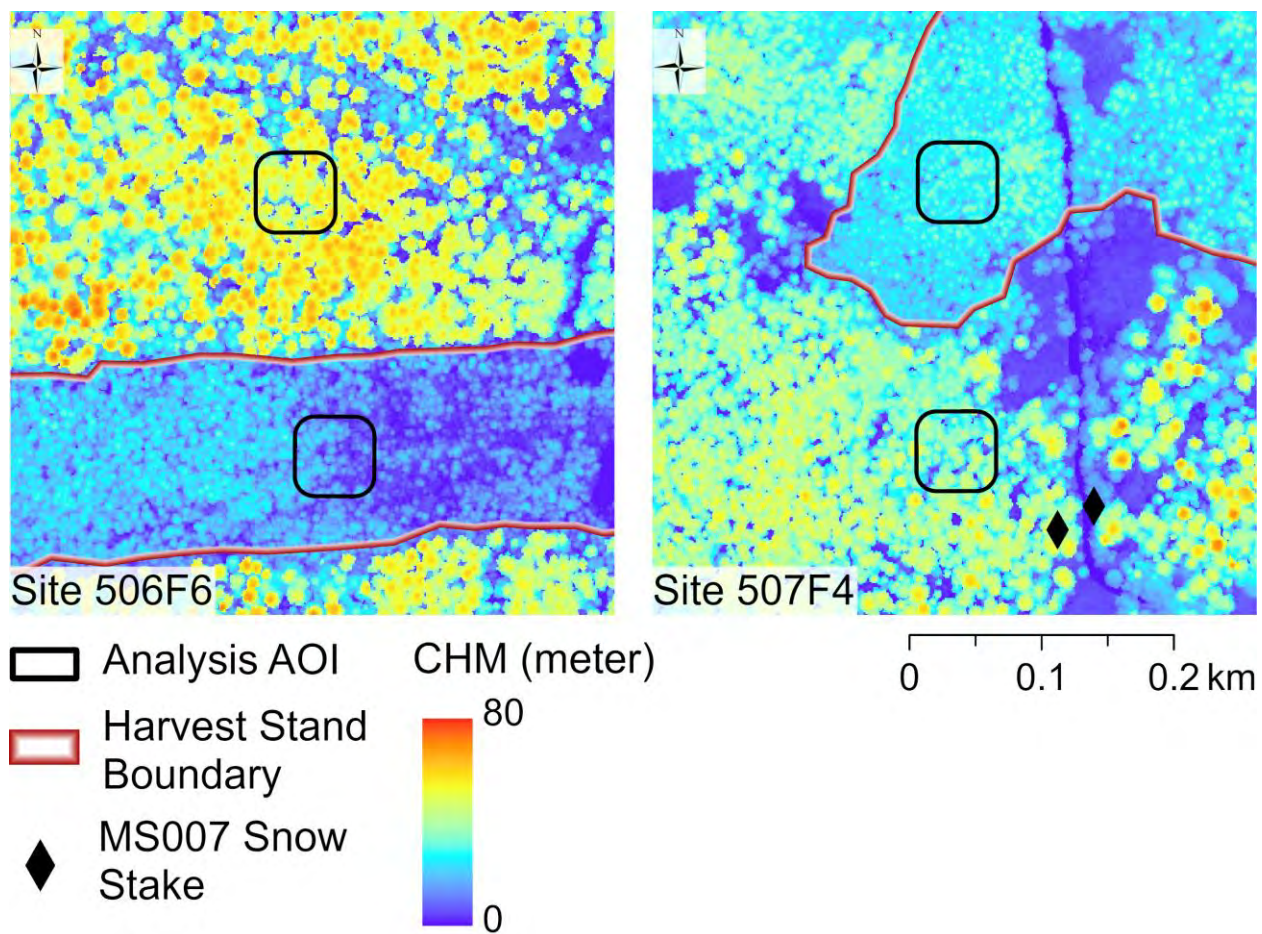 N
N
Site 506F6
Site 507F4
Analysis AOI
Harvest Stand
Boundary
MS007 Snow
Stake
CHM (meter)
80
0
0 0.1 0.2 km